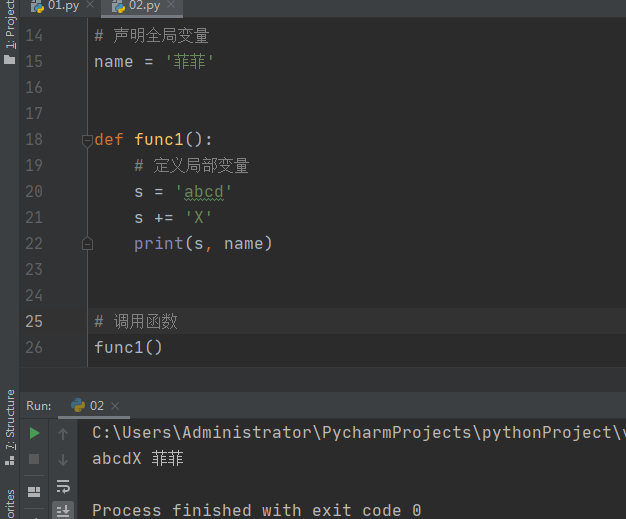 01.py
02.py
1: Project
14 # 声明全局变量
15 name = '菲菲'
16
17
18 def func1():
19 # 定义局部变量
20 s = 'abcd'
21 s += 'X'
22 print(s, name)
23
24
25 # 调用函数
26 func1()
Run: 02
7: Structure
C:\Users\Administrator\PycharmProjects\pythonProject\v
abcdX 菲菲
Process finished with exit code 0
orites